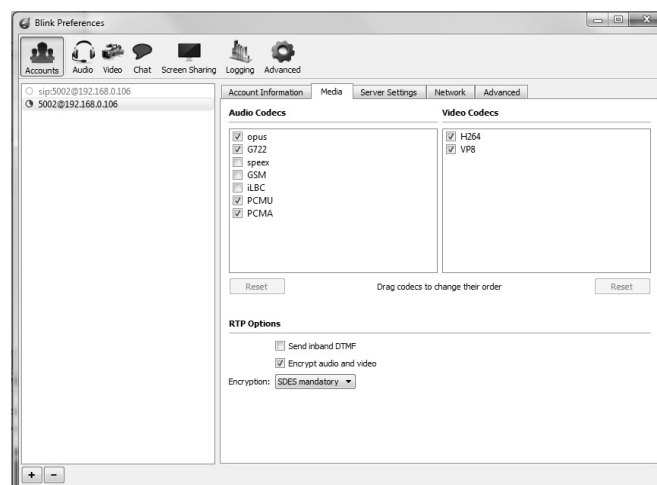 Blink Preferences
Accounts Audio Video Chat Screen Sharing Logging Advanced
sip:5002@192.168.0.106
5002@192.168.0.106
Account Information Media Server Settings Network Advanced
Audio Codecs Video Codecs
opus
G722
speex
GSM
iLBC
PCMU
PCMA
H264
VP8
Reset Drag codecs to change their order Reset
RTP Options
Send inband DTMF
Encrypt audio and video
Encryption: SDES mandatory